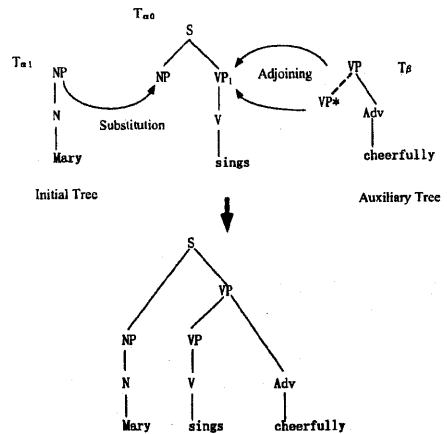 Tα0
S
Tα1 NP NP VP1 Adjoining VP Tβ
VP*
N Substitution V Adv
Mary sings cheerfully
Initial Tree Auxiliary Tree
S
VP
NP VP
N V Adv
Mary sings cheerfully